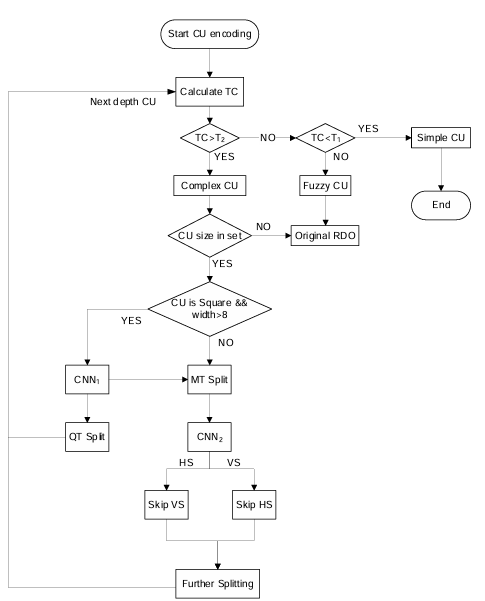 Start CU encoding
Calculate TC
Next depth CU
TC>T₂
NO
TC<T₁
YES
Simple CU
YES
NO
Complex CU
Fuzzy CU
End
CU size in set
NO
Original RDO
YES
CU is Square &&
width>8
YES
NO
CNN₁
MT Split
QT Split
CNN₂
HS
VS
Skip VS
Skip HS
Further Splitting